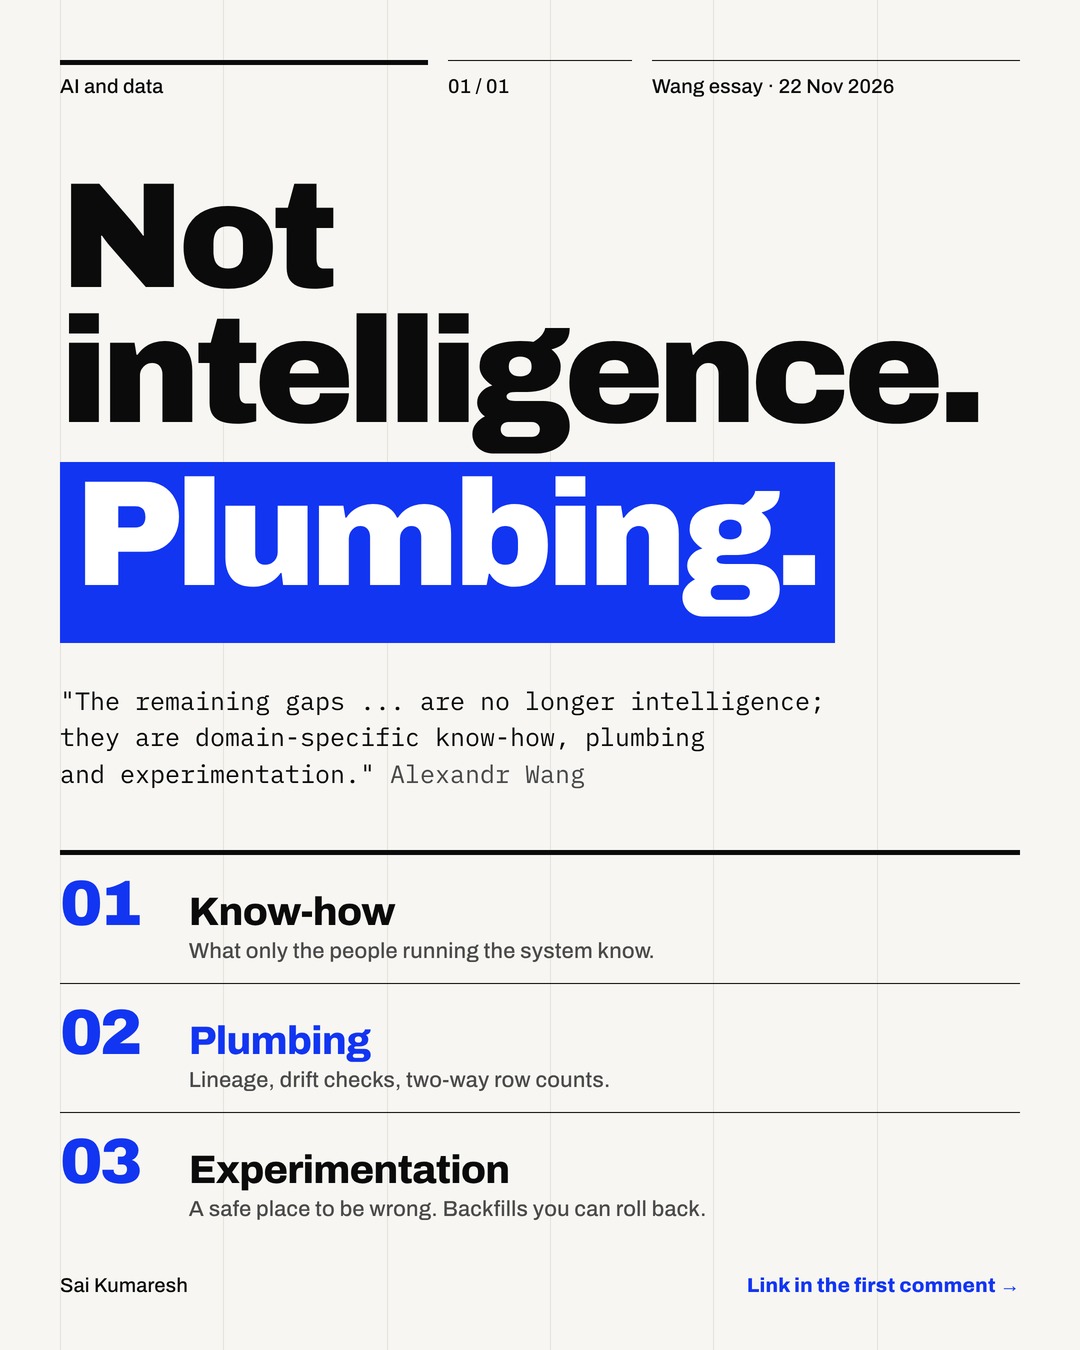 AI and data
01 / 01
Wang essay · 22 Nov 2026
Not
intelligence.
Plumbing.
"The remaining gaps ... are no longer intelligence;
they are domain-specific know-how, plumbing
and experimentation." Alexandr Wang
01
Know-how
What only the people running the system know.
02
Plumbing
Lineage, drift checks, two-way row counts.
03
Experimentation
A safe place to be wrong. Backfills you can roll back.
Sai Kumaresh
Link in the first comment →